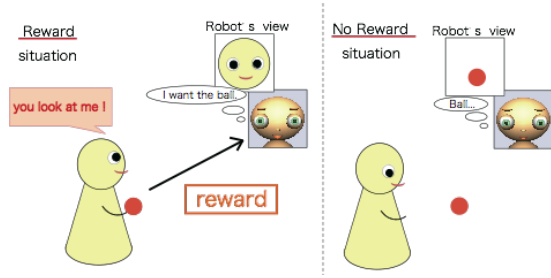 Reward
situation
Robot's view
I want the ball.
you look at me !
reward
No Reward
situation
Robot's view
Ball...